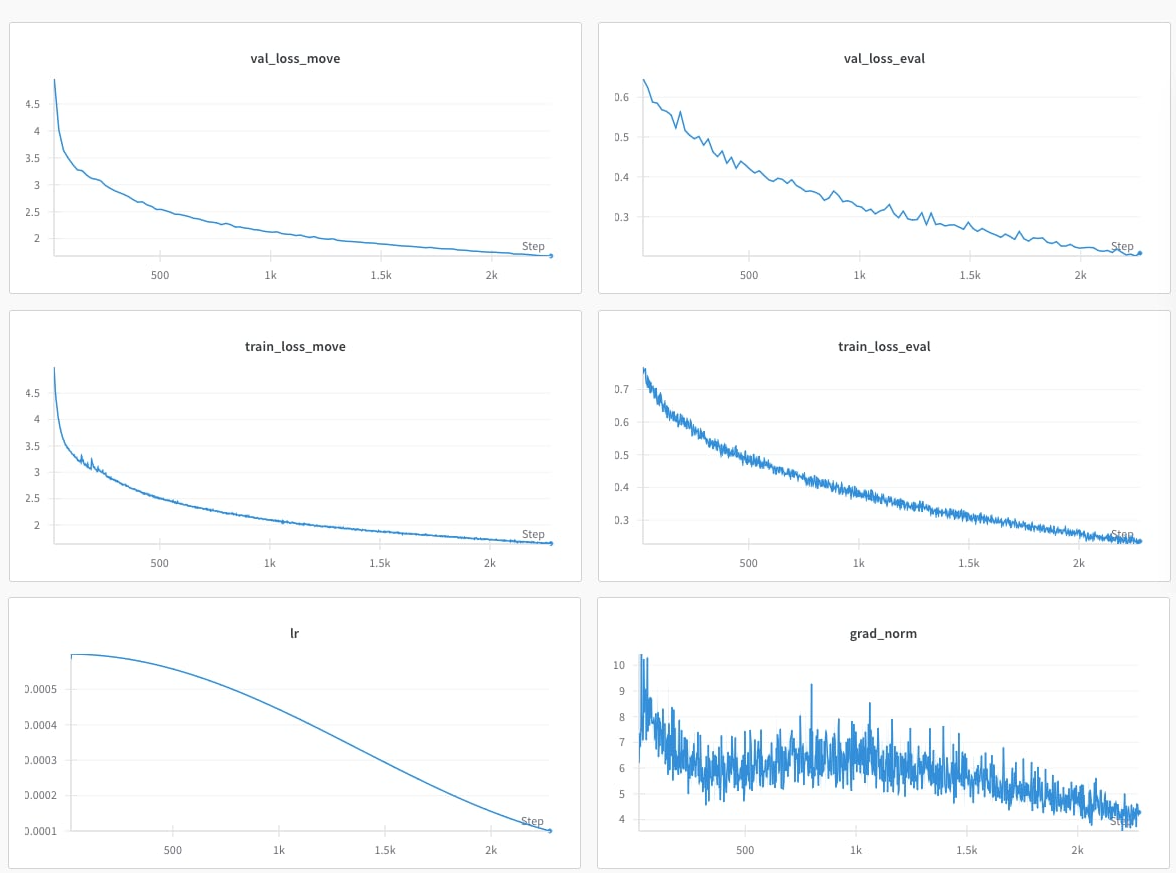 val_loss_move
4.5
4
3.5
3
2.5
2
Step
500
1k
1.5k
2k
val_loss_eval
0.6
0.5
0.4
0.3
Step
500
1k
1.5k
2k
train_loss_move
4.5
4
3.5
3
2.5
2
Step
500
1k
1.5k
2k
train_loss_eval
0.7
0.6
0.5
0.4
0.3
Step
500
1k
1.5k
2k
lr
0.0005
0.0004
0.0003
0.0002
0.0001
Step
500
1k
1.5k
2k
grad_norm
10
9
8
7
6
5
4
Step
500
1k
1.5k
2k